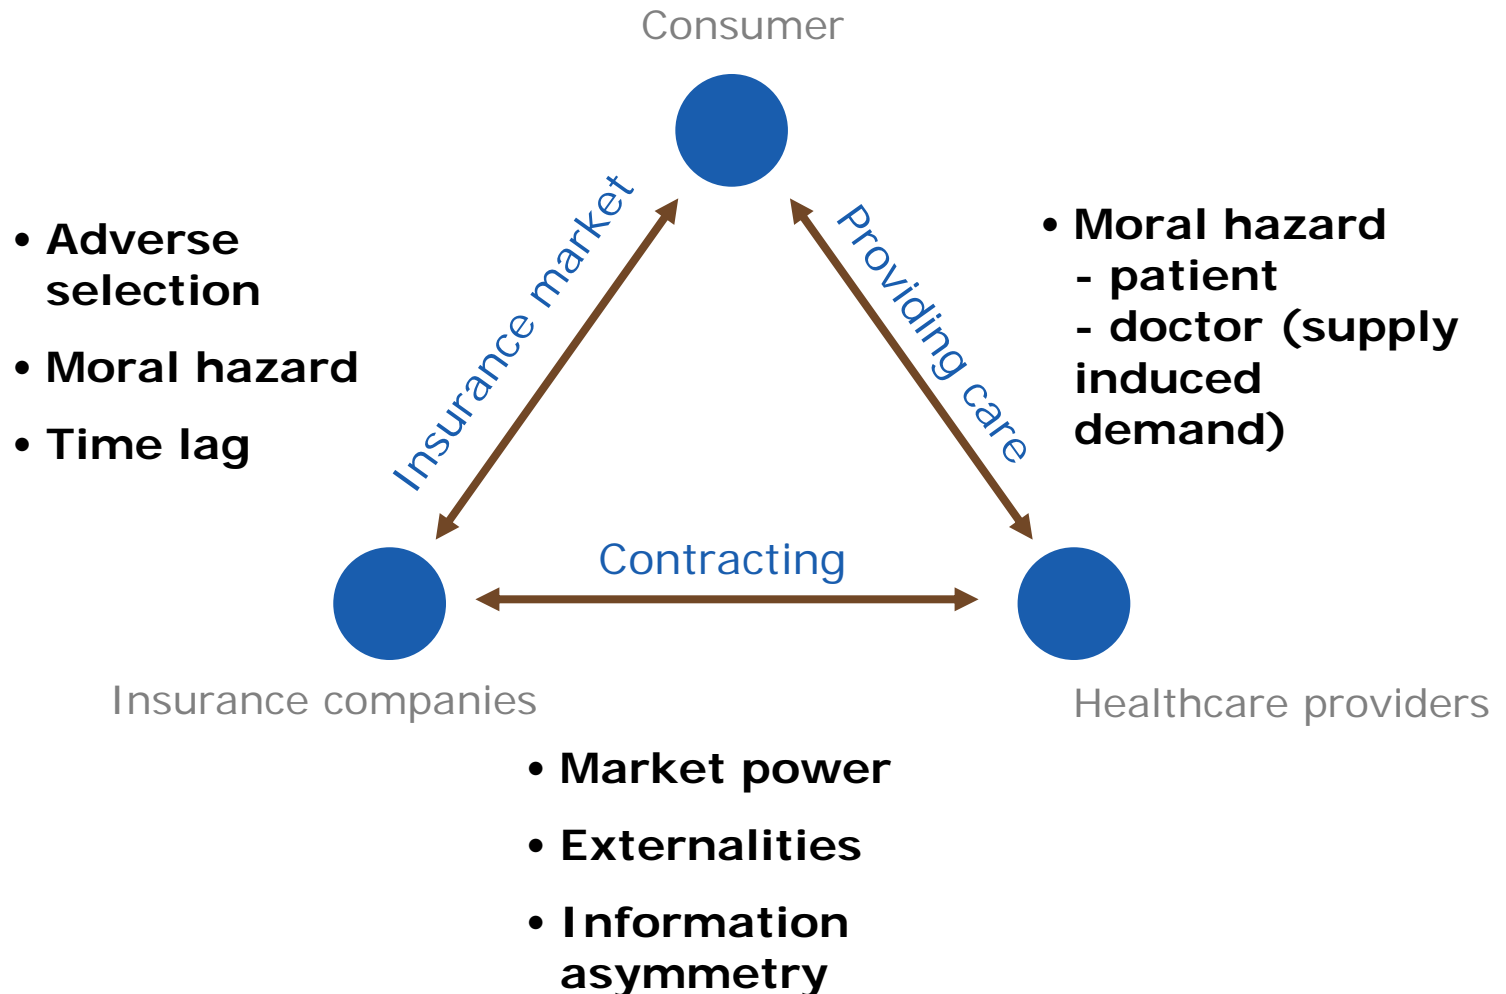 Consumer
Insurance market
Providing care
• Adverse
selection
• Moral hazard
• Time lag
• Moral hazard
- patient
- doctor (supply
induced
demand)
Contracting
Insurance companies
Healthcare providers
• Market power
• Externalities
• Information
asymmetry